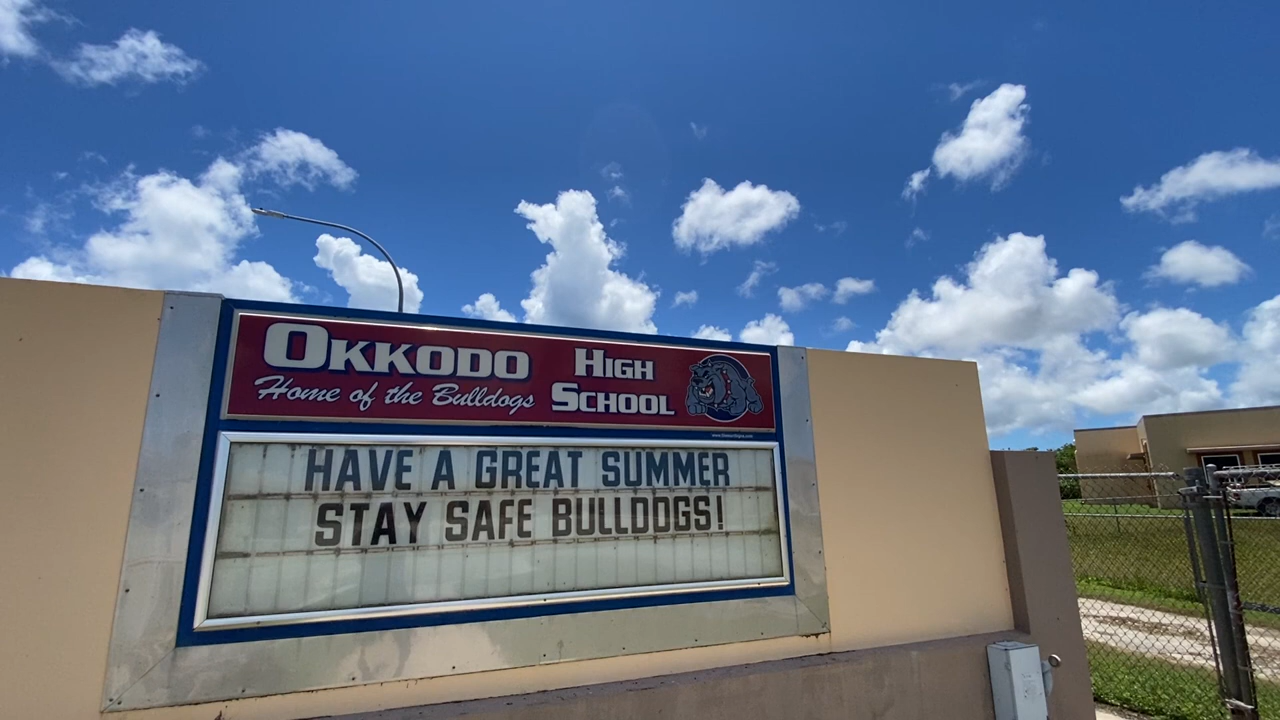 OKKODO HIGH SCHOOL
Home of the Bulldogs
HAVE A GREAT SUMMER
STAY SAFE BULLDOGS!